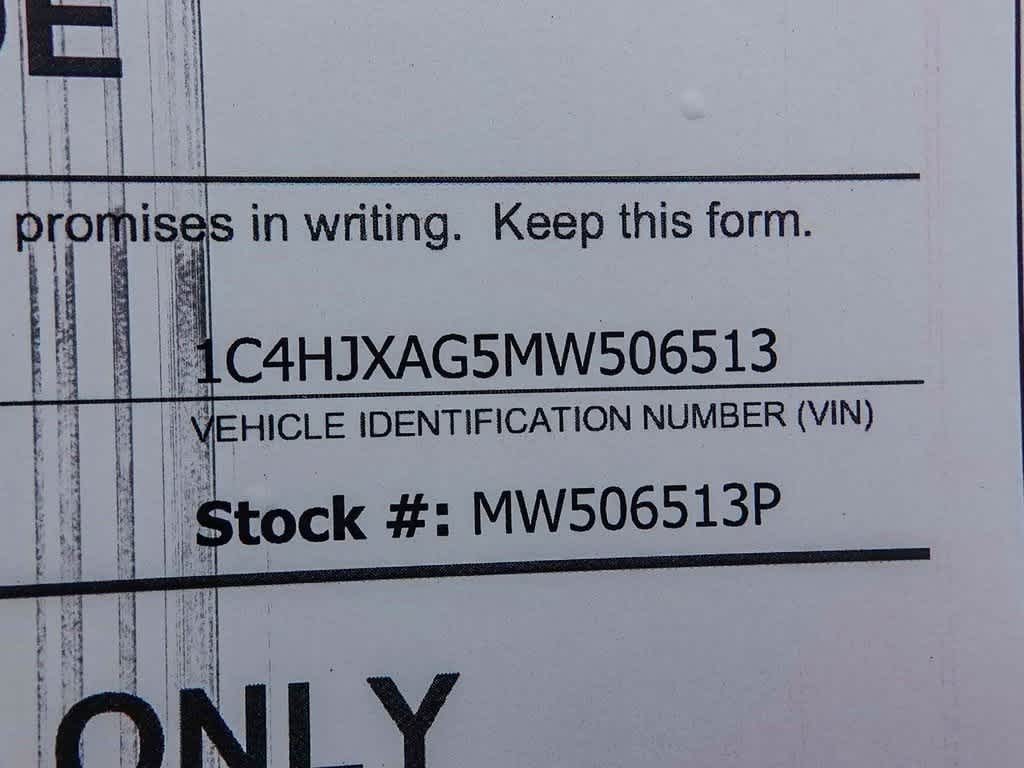 promises in writing. Keep this form.
1C4HJXAG5MW506513
VEHICLE IDENTIFICATION NUMBER (VIN)
Stock #: MW506513P
ONLY